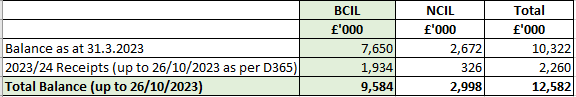 BCIL NCIL Total
£'000 £'000 £'000
Balance as at 31.3.2023 7,650 2,672 10,322
2023/24 Receipts (up to 26/10/2023 as per D365) 1,934 326 2,260
Total Balance (up to 26/10/2023) 9,584 2,998 12,582